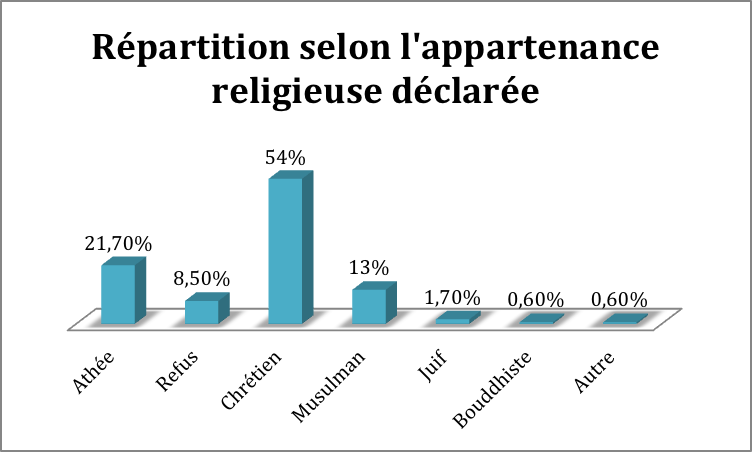 Répartition selon l'appartenance
religieuse déclarée
54%
21,70%
8,50%
13%
1,70%
0,60%
0,60%
Athée
Refus
Chrétien
Musulman
Juif
Bouddhiste
Autre